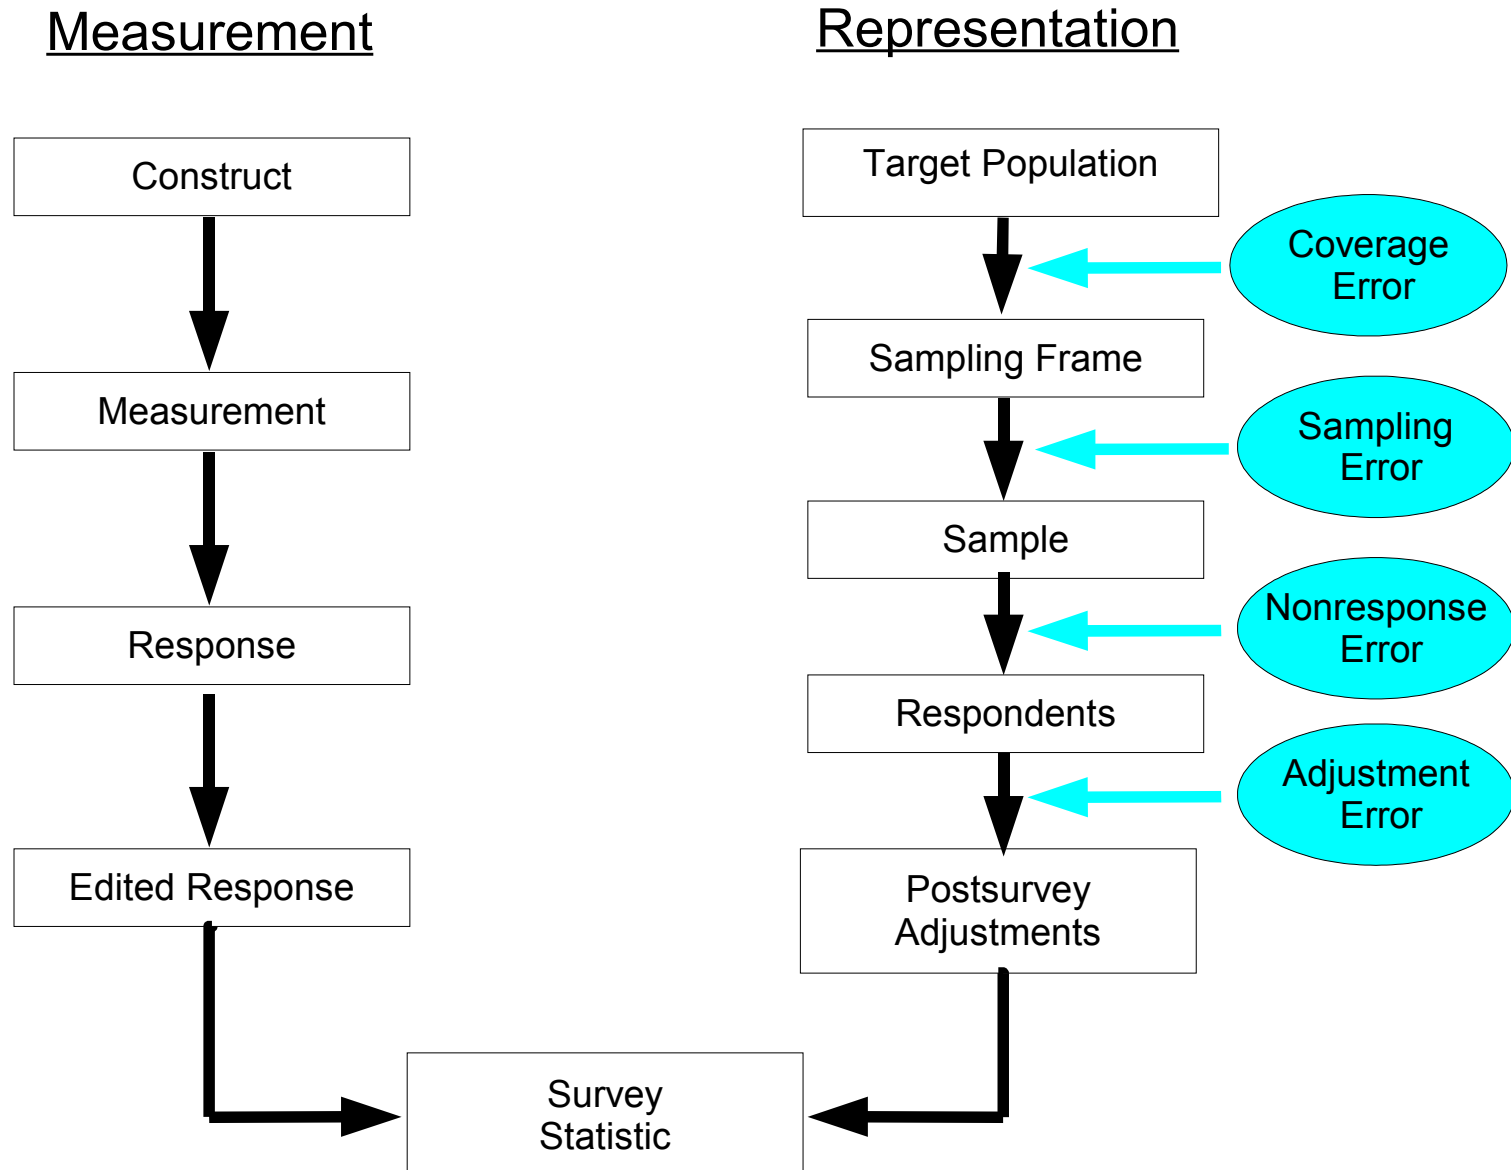 Measurement
Representation
Construct
Measurement
Response
Edited Response
Target Population
Coverage
Error
Sampling Frame
Sampling
Error
Sample
Nonresponse
Error
Respondents
Adjustment
Error
Postsurvey
Adjustments
Survey
Statistic